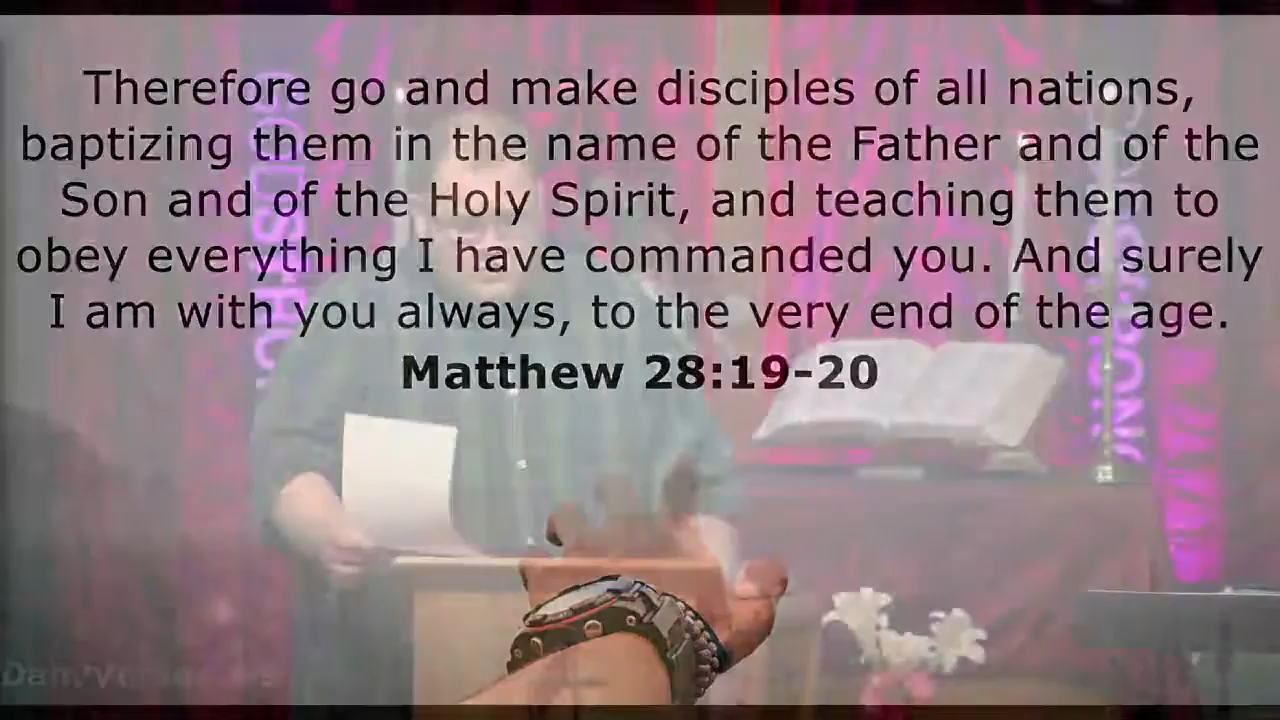 Therefore go and make disciples of all nations,
baptizing them in the name of the Father and of the
Son and of the Holy Spirit, and teaching them to
obey everything I have commanded you. And surely
I am with you always, to the very end of the age.
Matthew 28:19-20